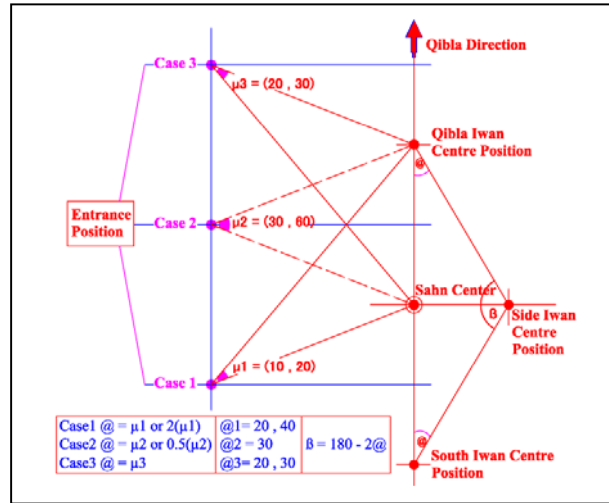 Qibla Direction
Case 3
μ3 = (20 , 30)
Qibla Iwan
Centre Position
@
Entrance
Position
Case 2
μ2 = (30 , 60)
Sahn Center
ß
Side Iwan
Centre
Position
μ1 = (10 , 20)
Case 1
Case1 @ = μ1 or 2(μ1) @1= 20 , 40
Case2 @ = μ2 or 0.5(μ2) @2 = 30 ß = 180 - 2@
Case3 @ = μ3 @3= 20 , 30
@
South Iwan Centre
Position